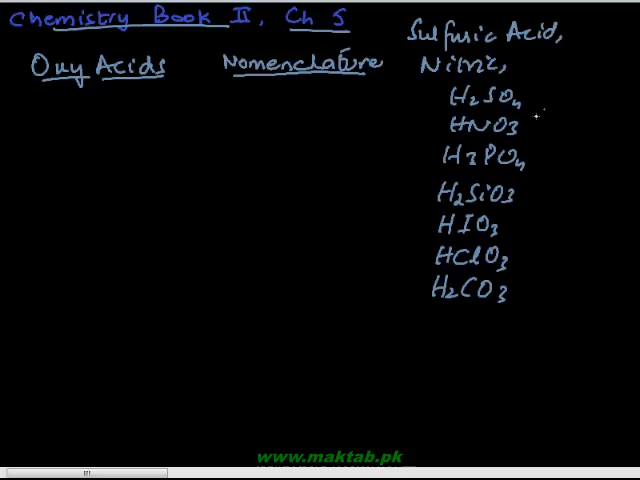 Chemistry Book II, Ch 5
Oxy Acids Nomenclature
Sulfuric Acid,
Nitric,
H2SO4
HNO3
H3PO4
H2SiO3
HIO3
HClO3
H2CO3
www.maktab.pk